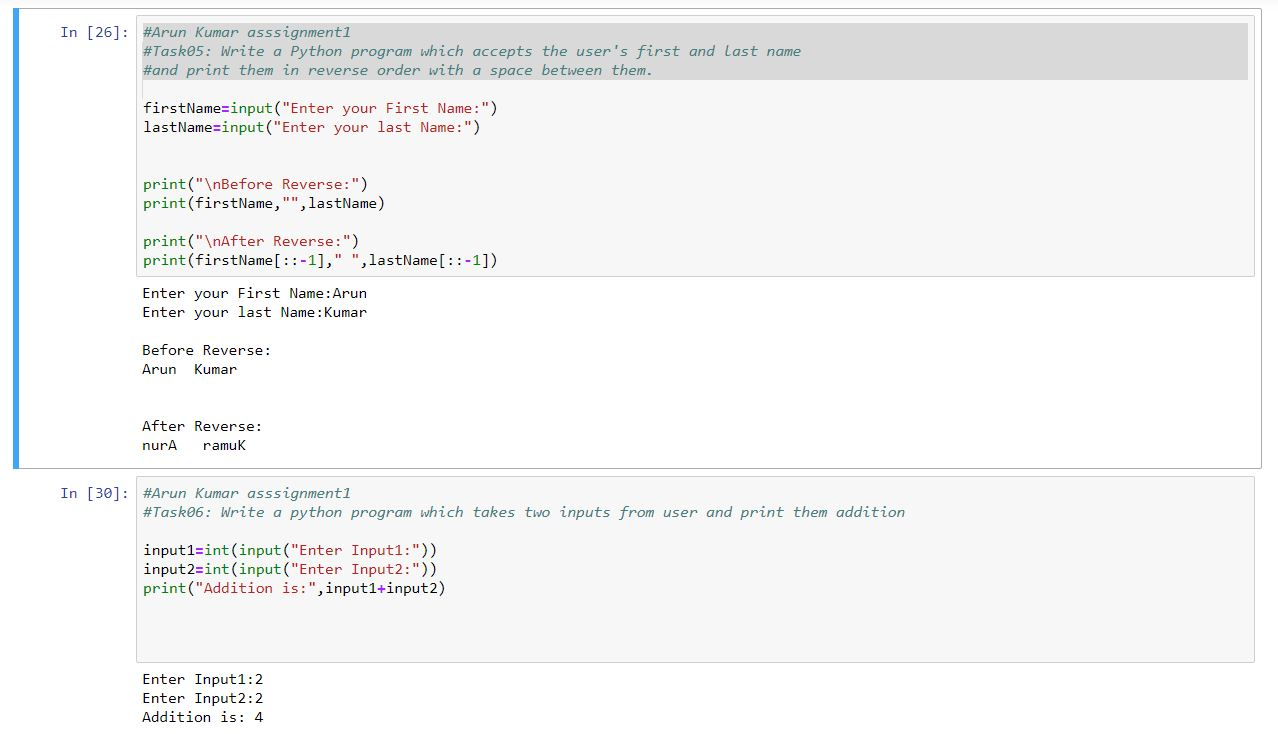 In [26]:
#Arun Kumar asssignment1
#Task05: Write a Python program which accepts the user's first and last name
#and print them in reverse order with a space between them.
firstName=input("Enter your First Name:")
lastName=input("Enter your last Name:")
print("\nBefore Reverse:")
print(firstName,"",lastName)
print("\nAfter Reverse:")
print(firstName[::-1]," ",lastName[::-1])
Enter your First Name:Arun
Enter your last Name:Kumar
Before Reverse:
Arun  Kumar
After Reverse:
nurA   ramuK
In [30]:
#Arun Kumar asssignment1
#Task06: Write a python program which takes two inputs from user and print them addition
input1=int(input("Enter Input1:"))
input2=int(input("Enter Input2:"))
print("Addition is:",input1+input2)
Enter Input1:2
Enter Input2:2
Addition is: 4